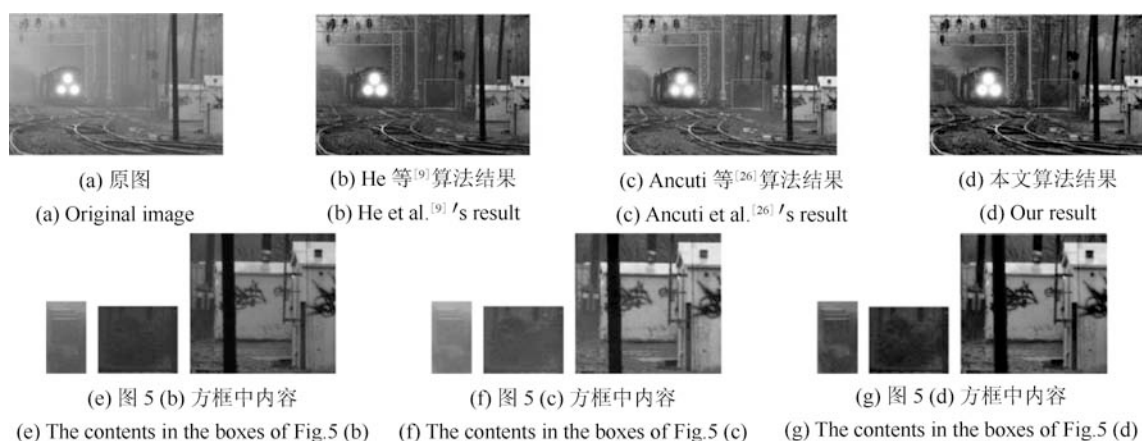 (a) 原图
(b) He 等[9]算法结果
(c) Ancuti 等[26]算法结果
(d) 本文算法结果
(a) Original image
(b) He et al.[9] ′s result
(c) Ancuti et al.[26] ′s result
(d) Our result
(e) 图 5 (b) 方框中内容
(f) 图 5 (c) 方框中内容
(g) 图 5 (d) 方框中内容
(e) The contents in the boxes of Fig.5 (b)
(f) The contents in the boxes of Fig.5 (c)
(g) The contents in the boxes of Fig.5 (d)